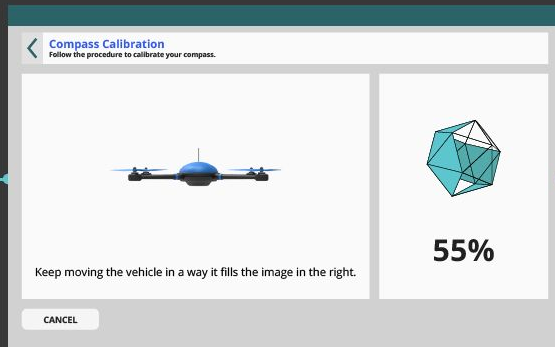 Compass Calibration
Follow the procedure to calibrate your compass.
Keep moving the vehicle in a way it fills the image in the right.
55%
CANCEL